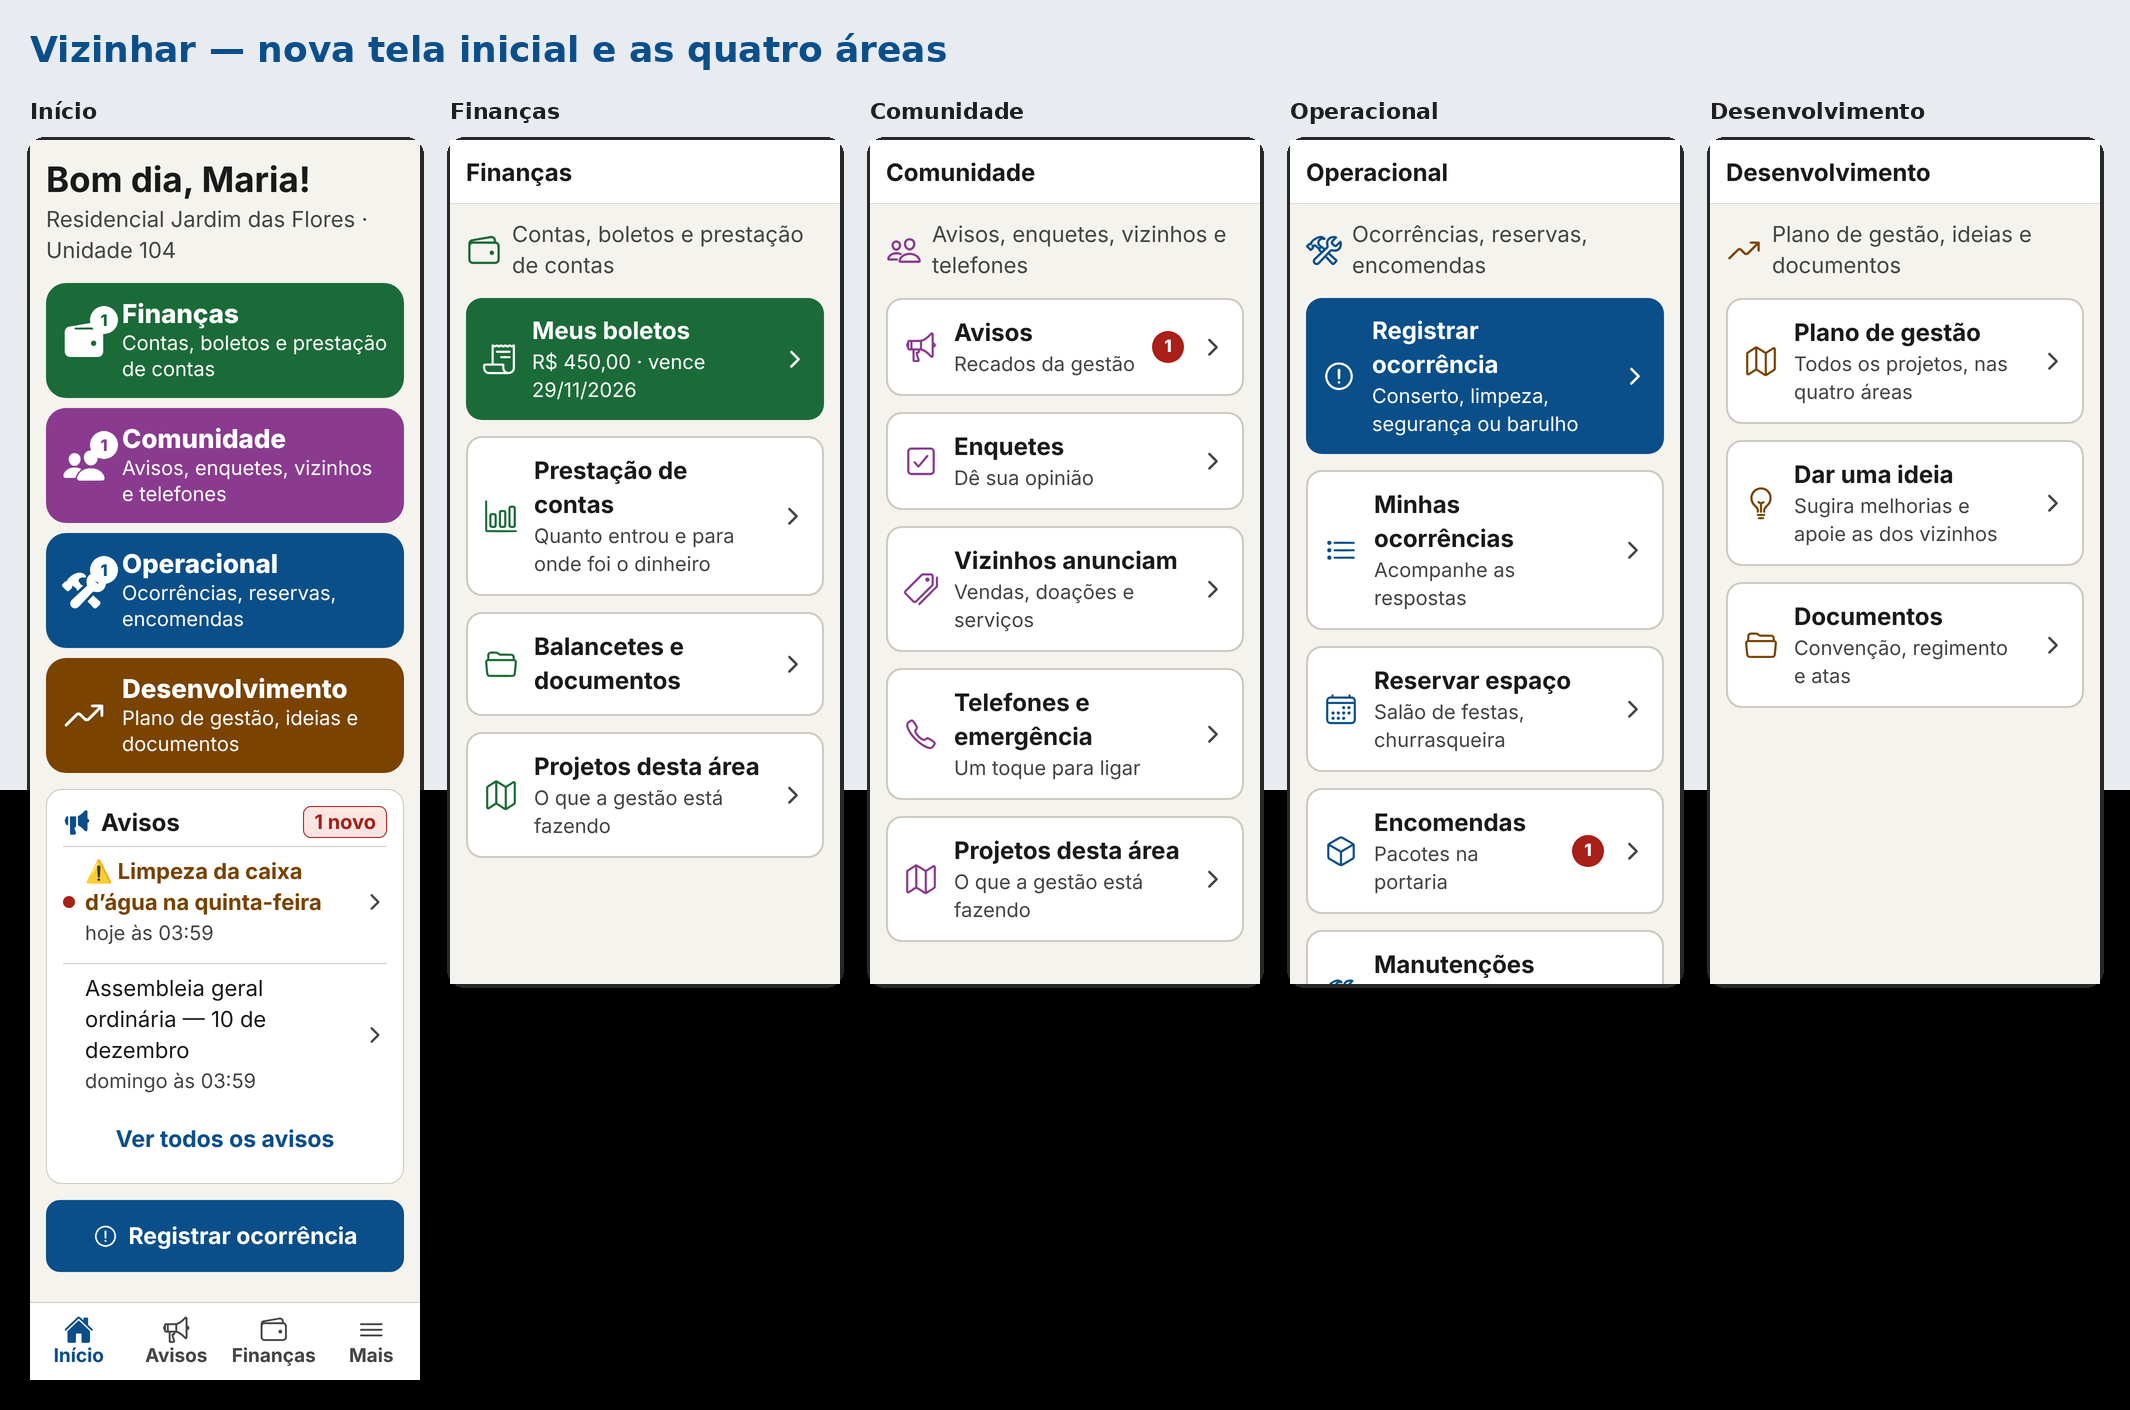 Vizinhar — nova tela inicial e as quatro áreas
Início
Bom dia, Maria!
Residencial Jardim das Flores ·
Unidade 104
1
Finanças
Contas, boletos e prestação
de contas
1
Comunidade
Avisos, enquetes, vizinhos
e telefones
1
Operacional
Ocorrências, reservas,
encomendas
Desenvolvimento
Plano de gestão, ideias e
documentos
Avisos
1 novo
⚠️ Limpeza da caixa
d’água na quinta-feira
hoje às 03:59
Assembleia geral
ordinária — 10 de
dezembro
domingo às 03:59
Ver todos os avisos
Registrar ocorrência
Início
Avisos
Finanças
Mais
Finanças
Finanças
Contas, boletos e prestação
de contas
Meus boletos
R$ 450,00 · vence
29/11/2026
Prestação de
contas
Quanto entrou e para
onde foi o dinheiro
Balancetes e
documentos
Projetos desta área
O que a gestão está
fazendo
Comunidade
Comunidade
Avisos, enquetes, vizinhos e
telefones
Avisos
Recados da gestão
1
Enquetes
Dê sua opinião
Vizinhos anunciam
Vendas, doações e
serviços
Telefones e
emergência
Um toque para ligar
Projetos desta área
O que a gestão está
fazendo
Operacional
Operacional
Ocorrências, reservas,
encomendas
Registrar
ocorrência
Conserto, limpeza,
segurança ou barulho
Minhas
ocorrências
Acompanhe as
respostas
Reservar espaço
Salão de festas,
churrasqueira
Encomendas
Pacotes na
portaria
1
Manutenções
Desenvolvimento
Desenvolvimento
Plano de gestão, ideias e
documentos
Plano de gestão
Todos os projetos, nas
quatro áreas
Dar uma ideia
Sugira melhorias e
apoie as dos vizinhos
Documentos
Convenção, regimento
e atas